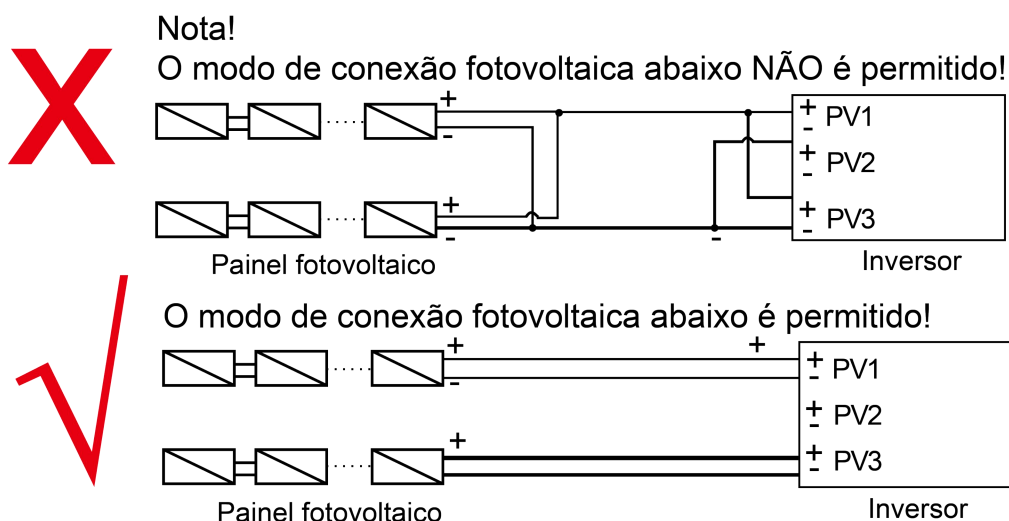 Nota!
O modo de conexão fotovoltaica abaixo NÃO é permitido!
+
-
+ PV1
-
+ PV2
-
+
-
-
+ PV3
-
Painel fotovoltaico
Inversor
O modo de conexão fotovoltaica abaixo é permitido!
+
-
+
+ PV1
-
+ PV2
-
+
+ PV3
-
Painel fotovoltaico
Inversor